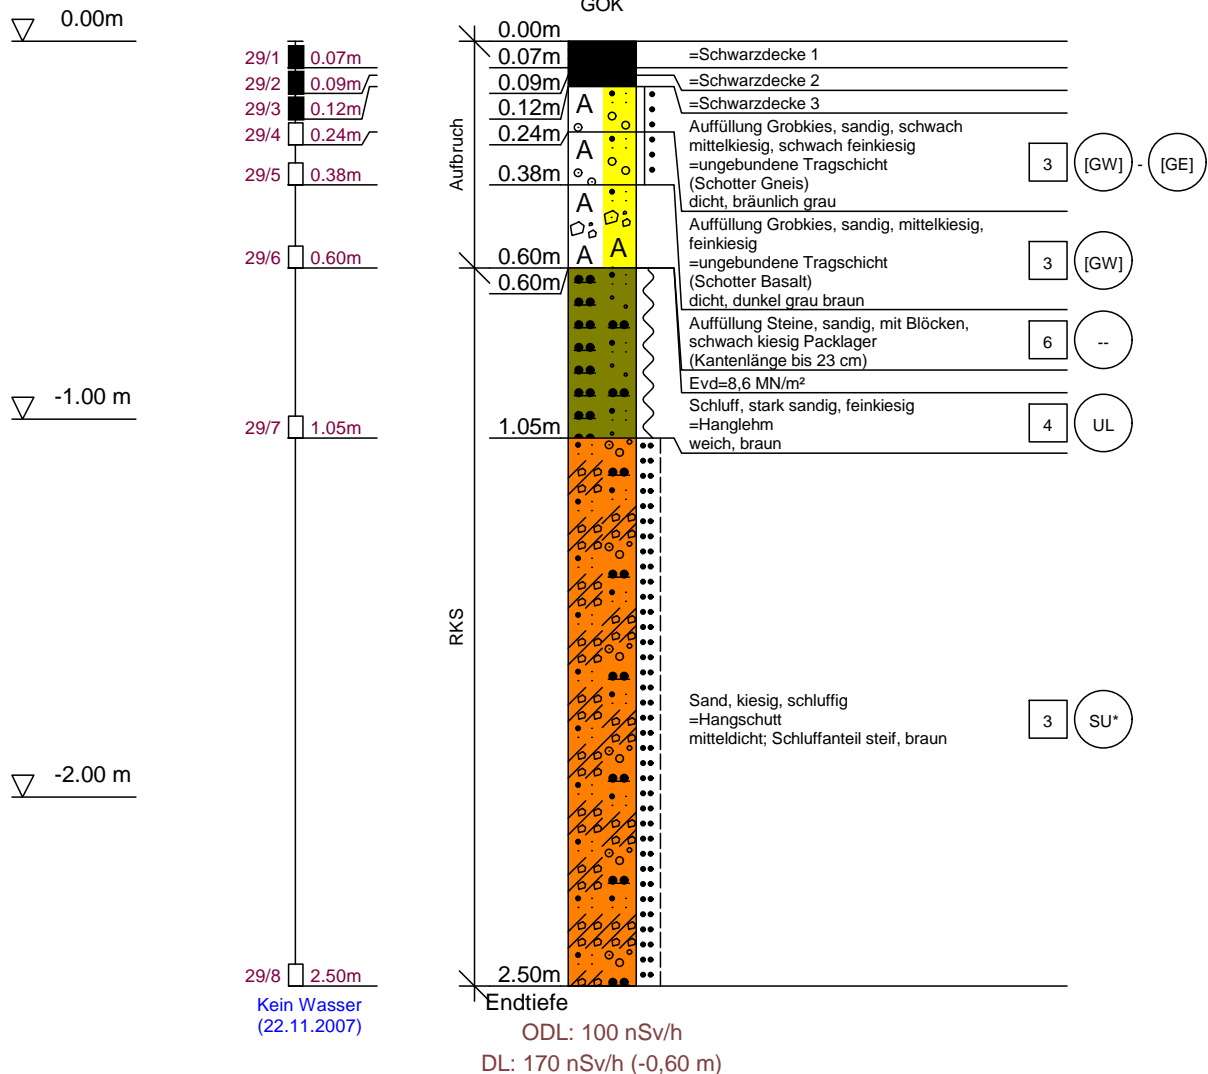 GOK
0.00m
-1.00 m
-2.00 m
29/1 0.07m
29/2 0.09m
29/3 0.12m
29/4 0.24m
29/5 0.38m
29/6 0.60m
29/7 1.05m
29/8 2.50m
Kein Wasser
(22.11.2007)
Aufbruch
RKS
0.00m
0.07m
0.09m
0.12m
0.24m
0.38m
0.60m
0.60m
1.05m
2.50m
Endtiefe
A
A
A
A
A
=Schwarzdecke 1
=Schwarzdecke 2
=Schwarzdecke 3
Auffüllung Grobkies, sandig, schwach
mittelkiesig, schwach feinkiesig
=ungebundene Tragschicht
(Schotter Gneis)
dicht, bräunlich grau
3 [GW] - [GE]
Auffüllung Grobkies, sandig, mittelkiesig,
feinkiesig
=ungebundene Tragschicht
(Schotter Basalt)
dicht, dunkel grau braun
3 [GW]
Auffüllung Steine, sandig, mit Blöcken,
schwach kiesig Packlager
(Kantenlänge bis 23 cm)
6 --
Evd=8,6 MN/m²
Schluff, stark sandig, feinkiesig
=Hanglehm
weich, braun
4 UL
Sand, kiesig, schluffig
=Hangschutt
mitteldicht; Schluffanteil steif, braun
3 SU*
ODL: 100 nSv/h
DL: 170 nSv/h (-0,60 m)